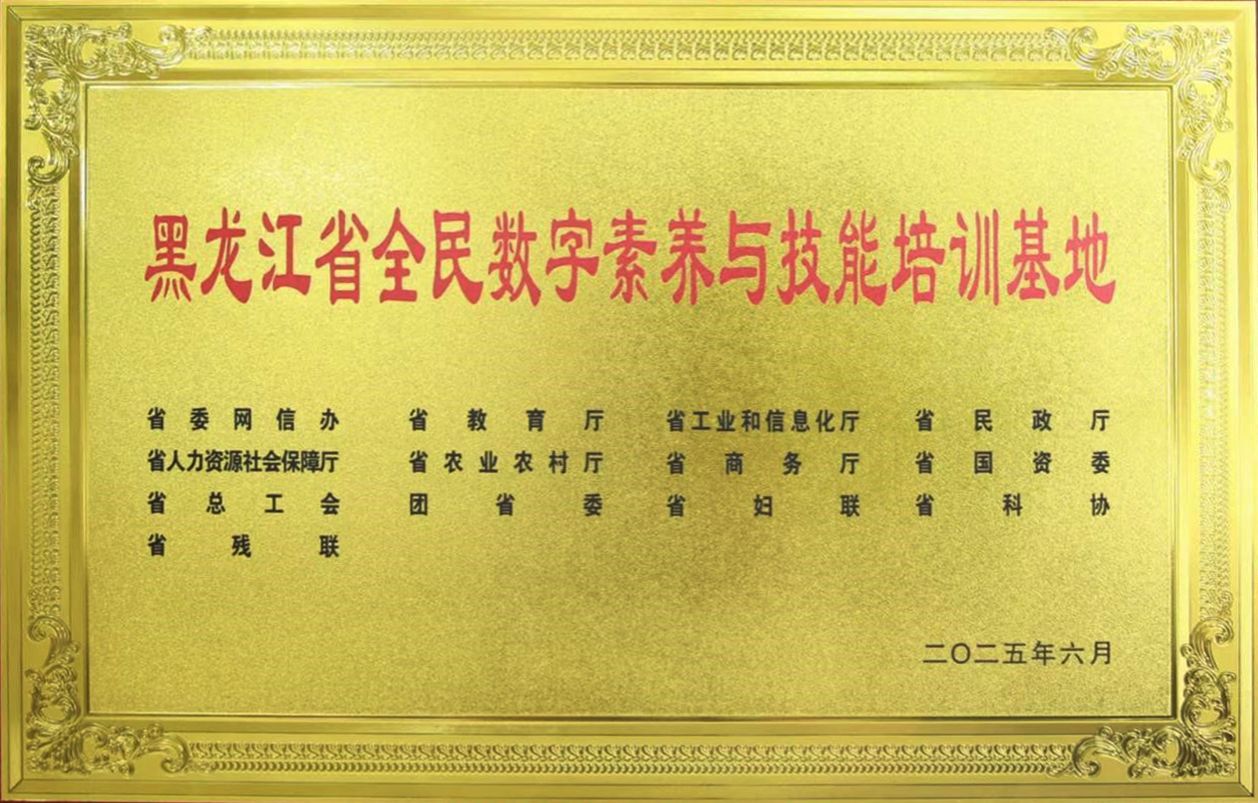 黑龙江省全民数字素养与技能培训基地
省委网信办 省教育厅 省工业和信息化厅 省民政厅
省人力资源社会保障厅 省农业农村厅 省商务厅 省国资委
省总工会 团省委 省妇联 省科协
省残联
二〇二五年六月